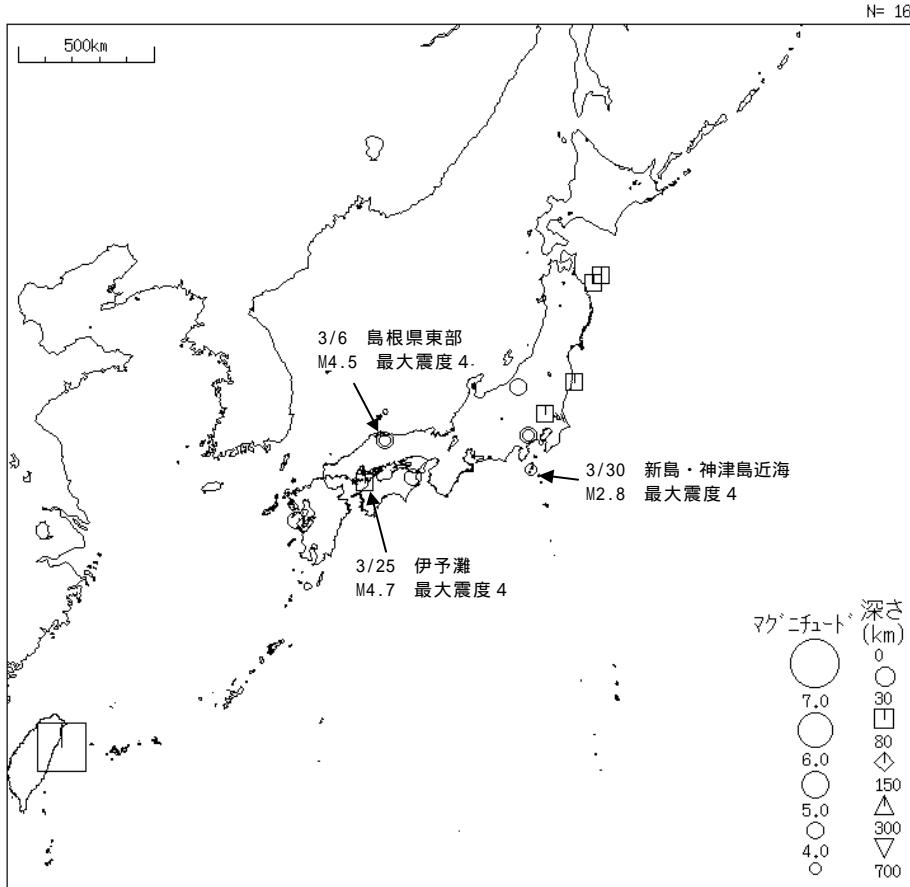 N= 16
500km
3/6 島根県東部
M4.5 最大震度4
3/30 新島・神津島近海
M2.8 最大震度4
3/25 伊予灘
M4.7 最大震度4
マグニチュード 深さ
(km)
0
7.0 30
80
6.0
150
5.0
300
4.0
700